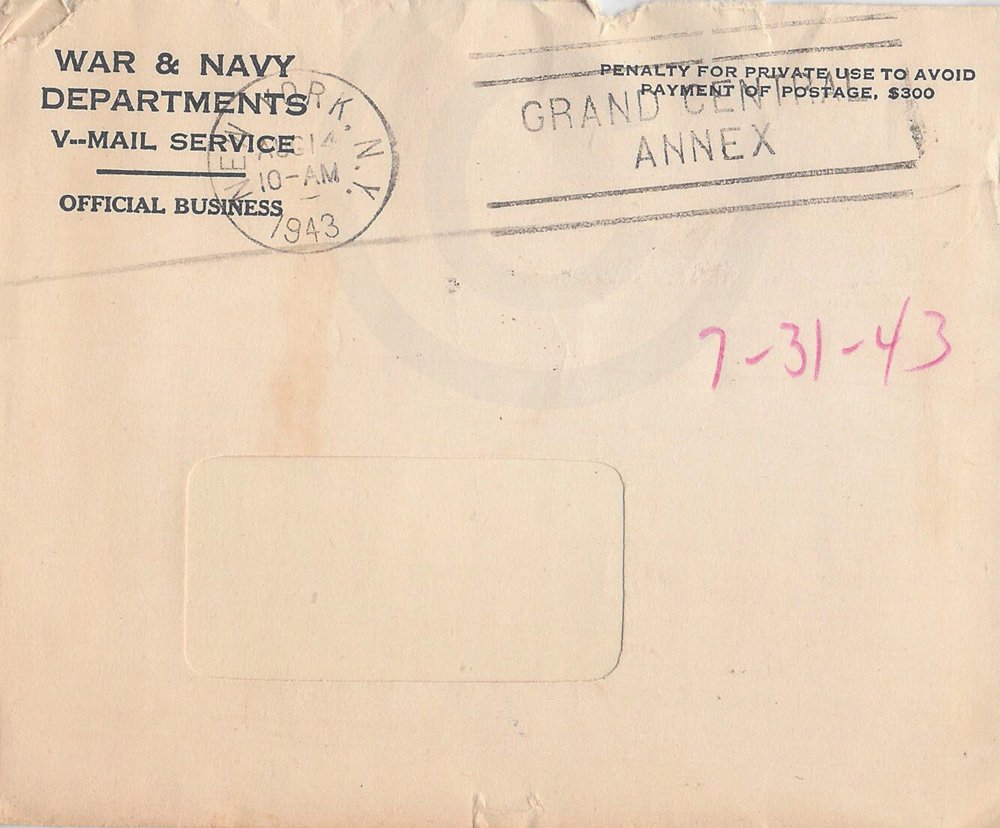 WAR & NAVY
DEPARTMENTS
V--MAIL SERVICE
OFFICIAL BUSINESS
NEW YORK, N.Y.
AUG 14
10-AM
1943
GRAND CENTRAL
ANNEX
PENALTY FOR PRIVATE USE TO AVOID
PAYMENT OF POSTAGE, $300
7-31-43